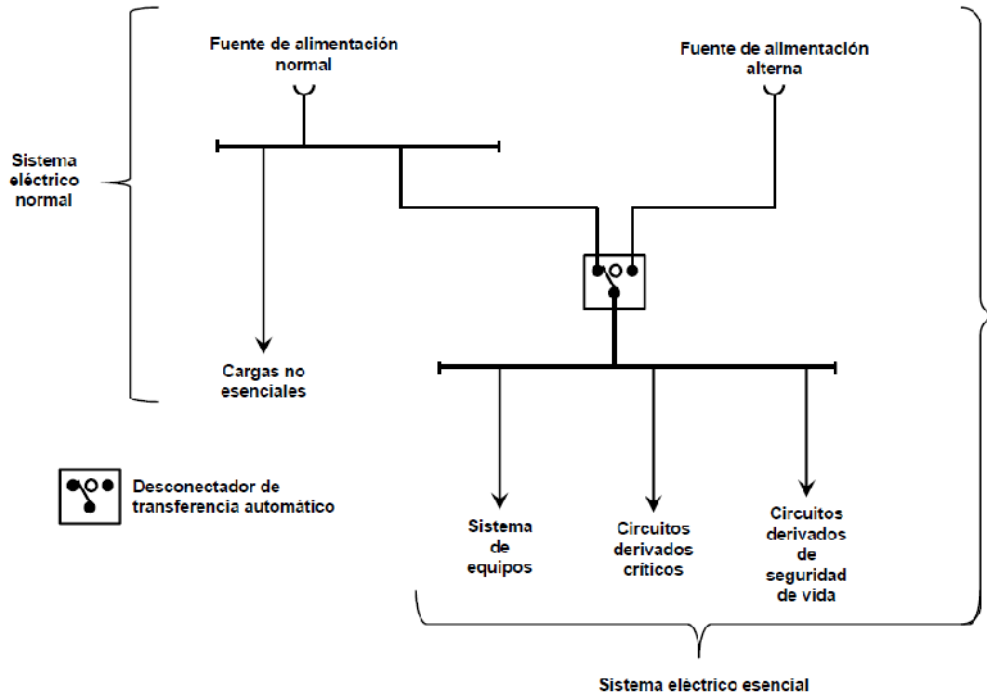 Fuente de alimentación
normal
Fuente de alimentación
alterna
Sistema
eléctrico
normal
Cargas no
esenciales
Desconectador de
transferencia automático
Sistema
de
equipos
Circuitos
derivados
críticos
Circuitos
derivados
de
seguridad
de vida
Sistema eléctrico esencial